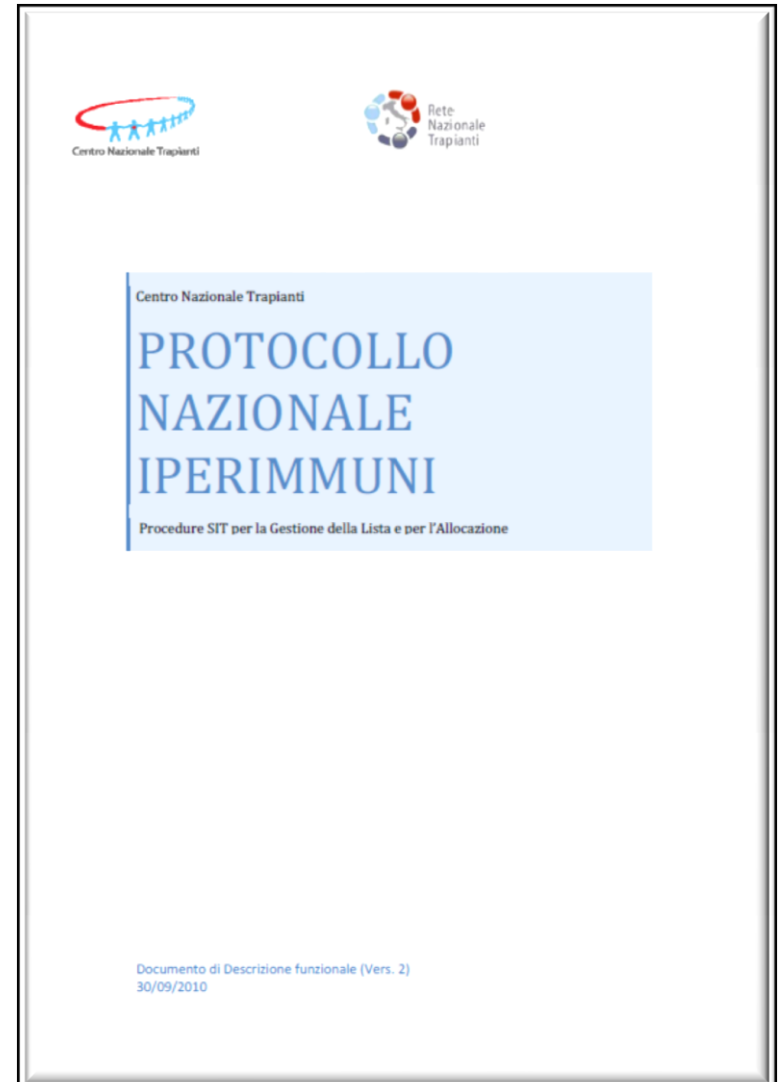 Centro Nazionale Trapianti
Rete
Nazionale
Trapianti
Centro Nazionale Trapianti
PROTOCOLLO
NAZIONALE
IPERIMMUNI
Procedure SIT per la Gestione della Lista e per l'Allocazione
Documento di Descrizione funzionale (Vers. 2)
30/09/2010